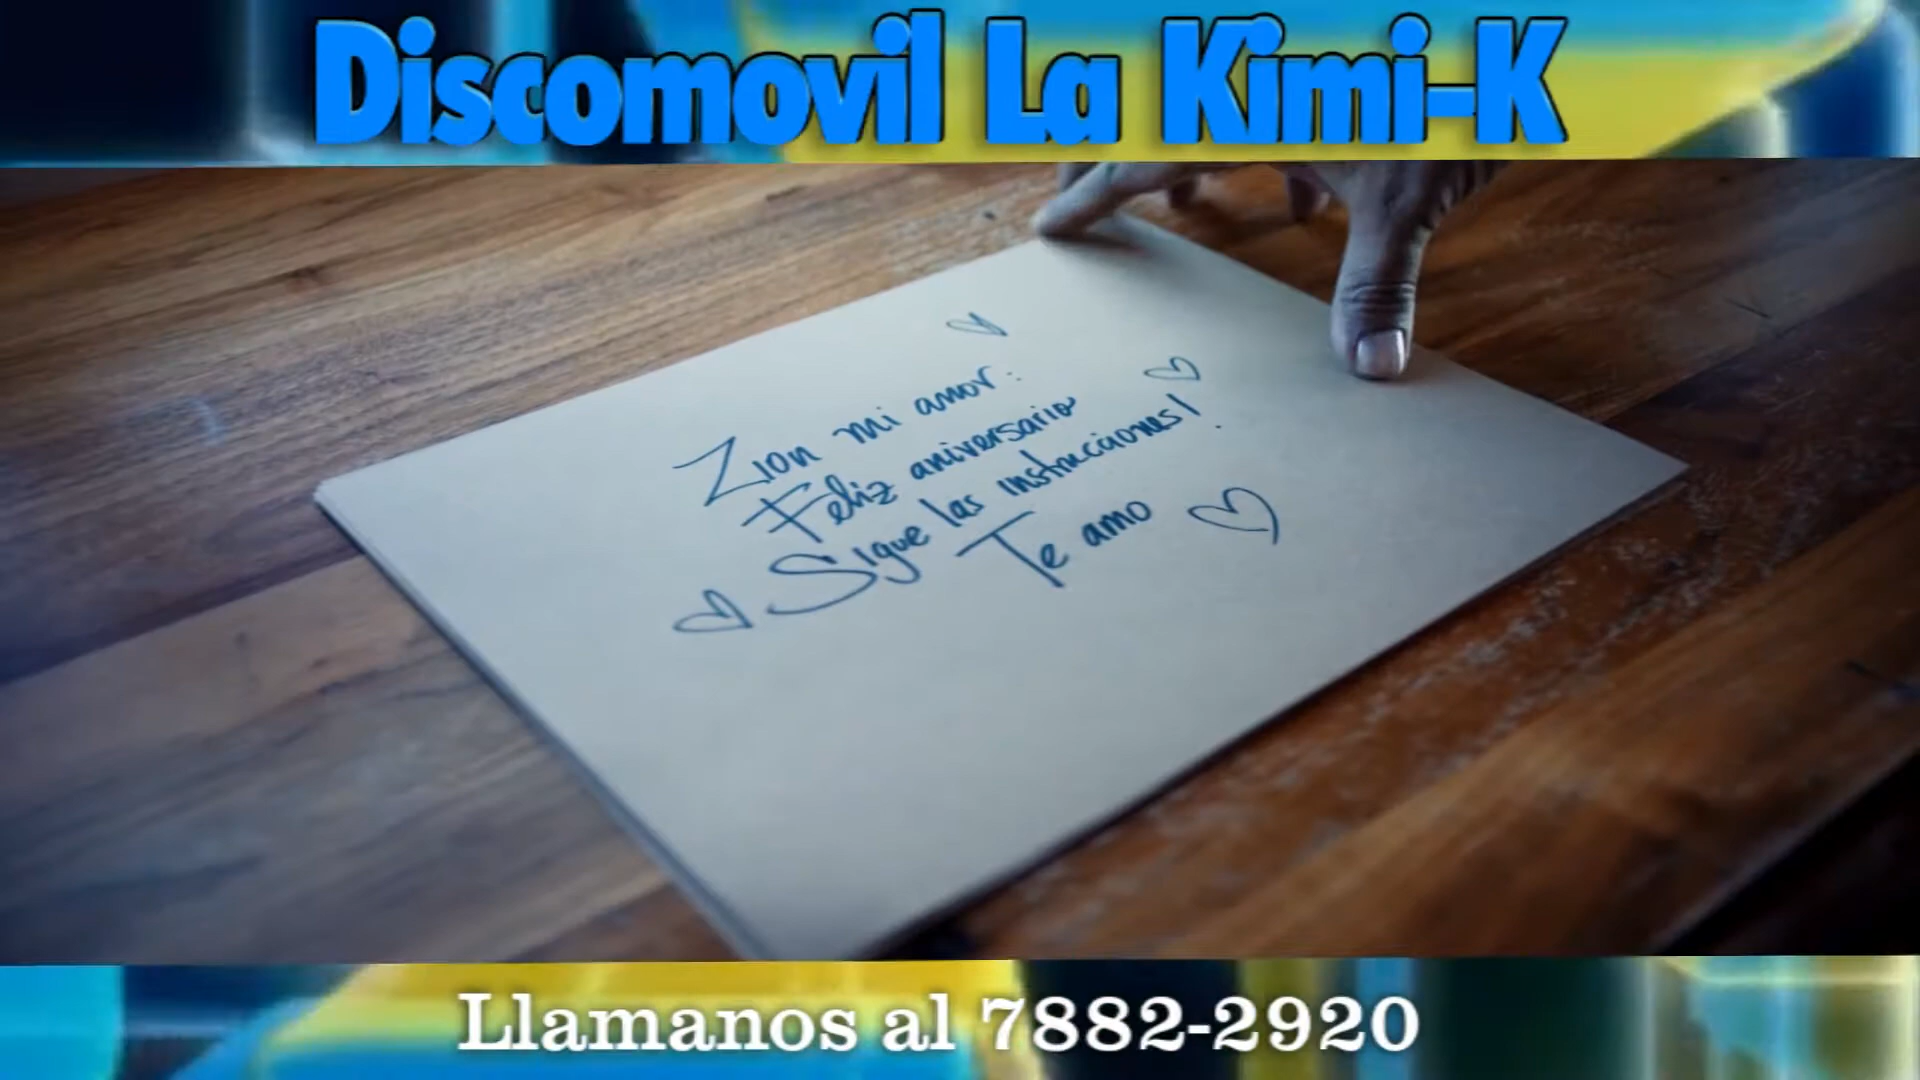 Discomovil La Kimi-K
Zion mi amor:
Feliz aniversario
Sigue las instrucciones!
Te amo
Llamanos al 7882-2920